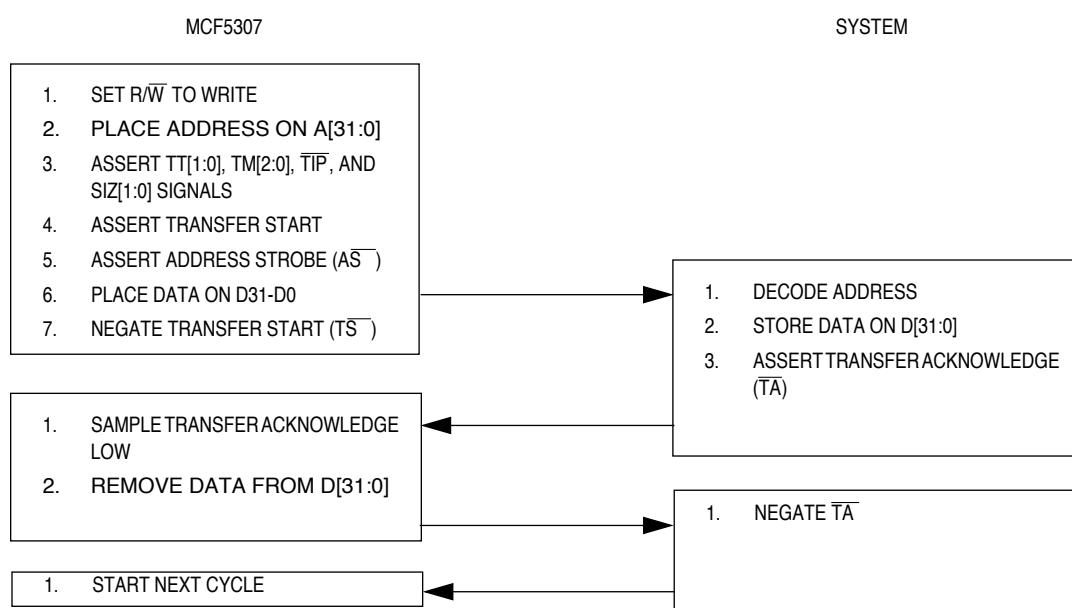 MCF5307
SYSTEM
1. SET R/W̅ TO WRITE
2. PLACE ADDRESS ON A[31:0]
3. ASSERT TT[1:0], TM[2:0], T̅I̅P̅, AND
SIZ[1:0] SIGNALS
4. ASSERT TRANSFER START
5. ASSERT ADDRESS STROBE (AS̅ )
6. PLACE DATA ON D31-D0
7. NEGATE TRANSFER START (TS̅ )
1. DECODE ADDRESS
2. STORE DATA ON D[31:0]
3. ASSERT TRANSFER ACKNOWLEDGE
(T̅A̅)
1. SAMPLE TRANSFER ACKNOWLEDGE
LOW
2. REMOVE DATA FROM D[31:0]
1. NEGATE T̅A̅
1. START NEXT CYCLE